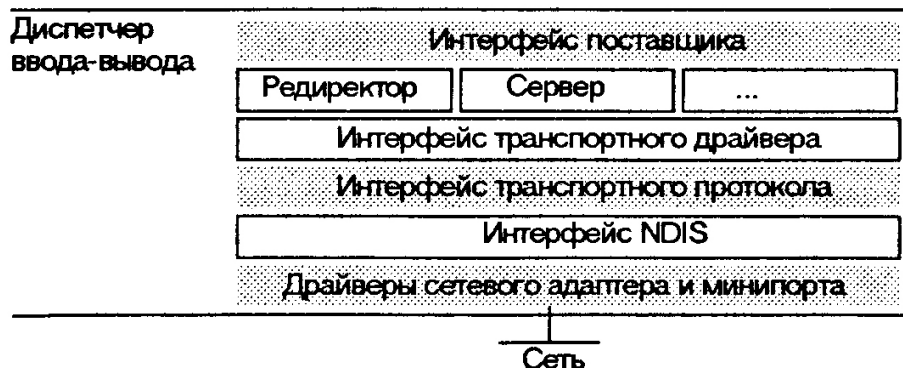 Диспетчер
ввода-вывода
Интерфейс поставщика
Редиректор
Сервер
...
Интерфейс транспортного драйвера
Интерфейс транспортного протокола
Интерфейс NDIS
Драйверы сетевого адаптера и минипорта
Сеть